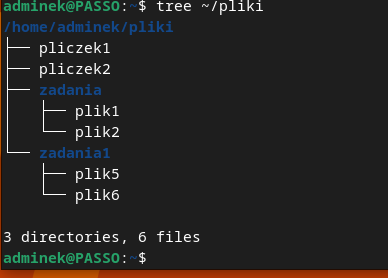 adminek@PASSO:~$ tree ~/pliki
/home/adminek/pliki
├── pliczek1
├── pliczek2
├── zadania
│   ├── plik1
│   └── plik2
└── zadania1
    ├── plik5
    └── plik6

3 directories, 6 files
adminek@PASSO:~$